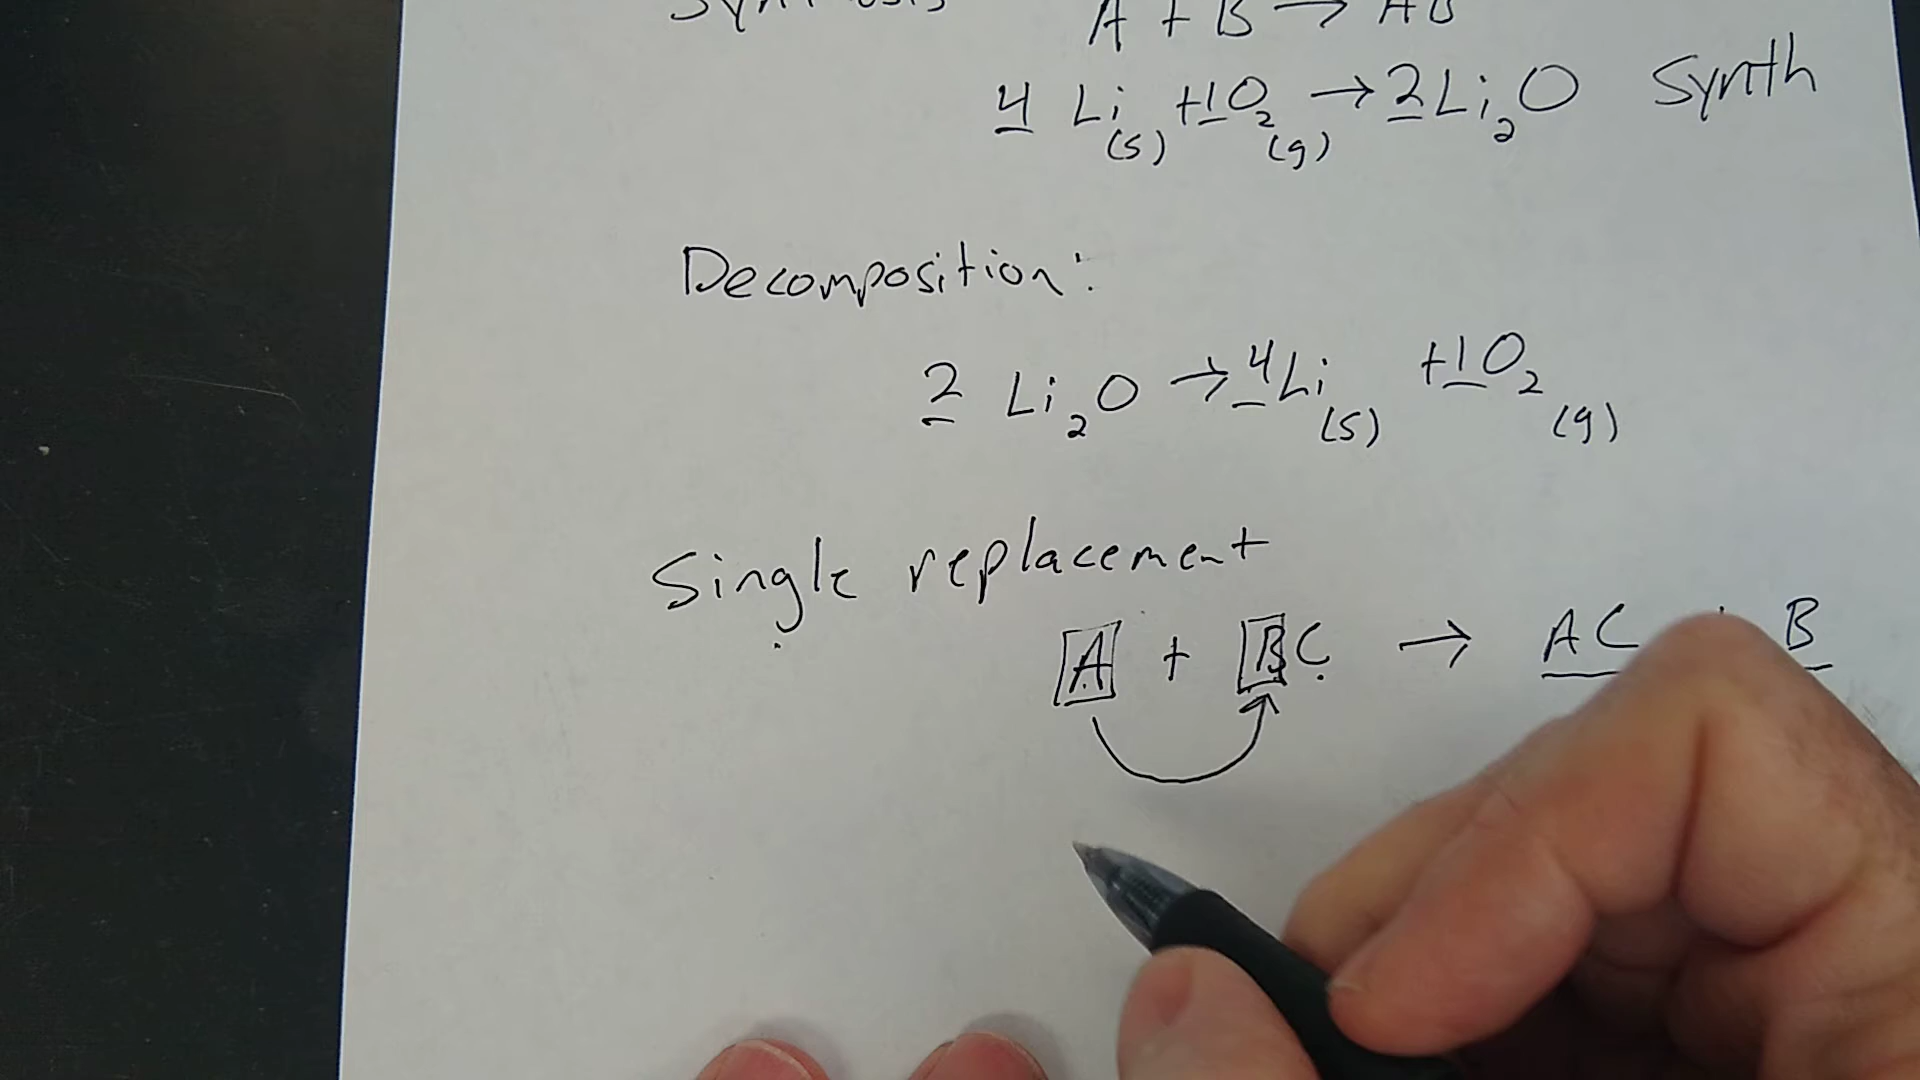 Synthesis A + B → AB
4 Li(s) + 1 O₂(g) → 2 Li₂O Synth
Decomposition:
2 Li₂O → 4 Li(s) + 1 O₂(g)
Single replacement
A + BC → AC + B